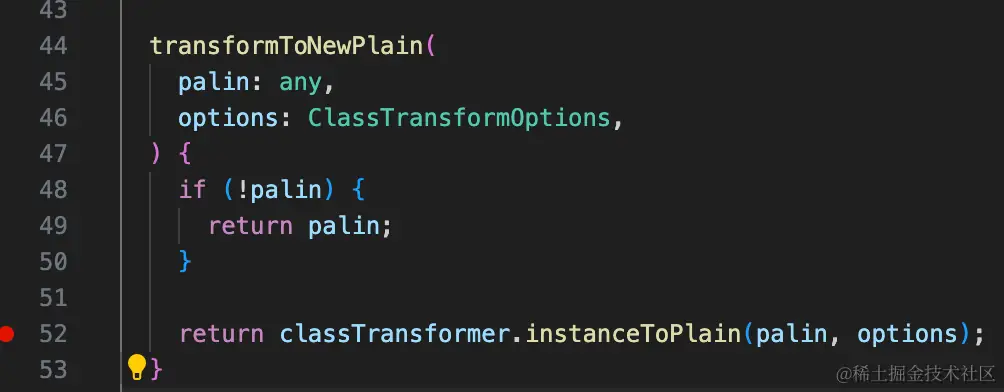 43
44 transformToNewPlain(
45 palin: any,
46 options: ClassTransformOptions,
47 ) {
48 if (!palin) {
49 return palin;
50 }
51
52 return classTransformer.instanceToPlain(palin, options);
53 }
@稀土掘金技术社区